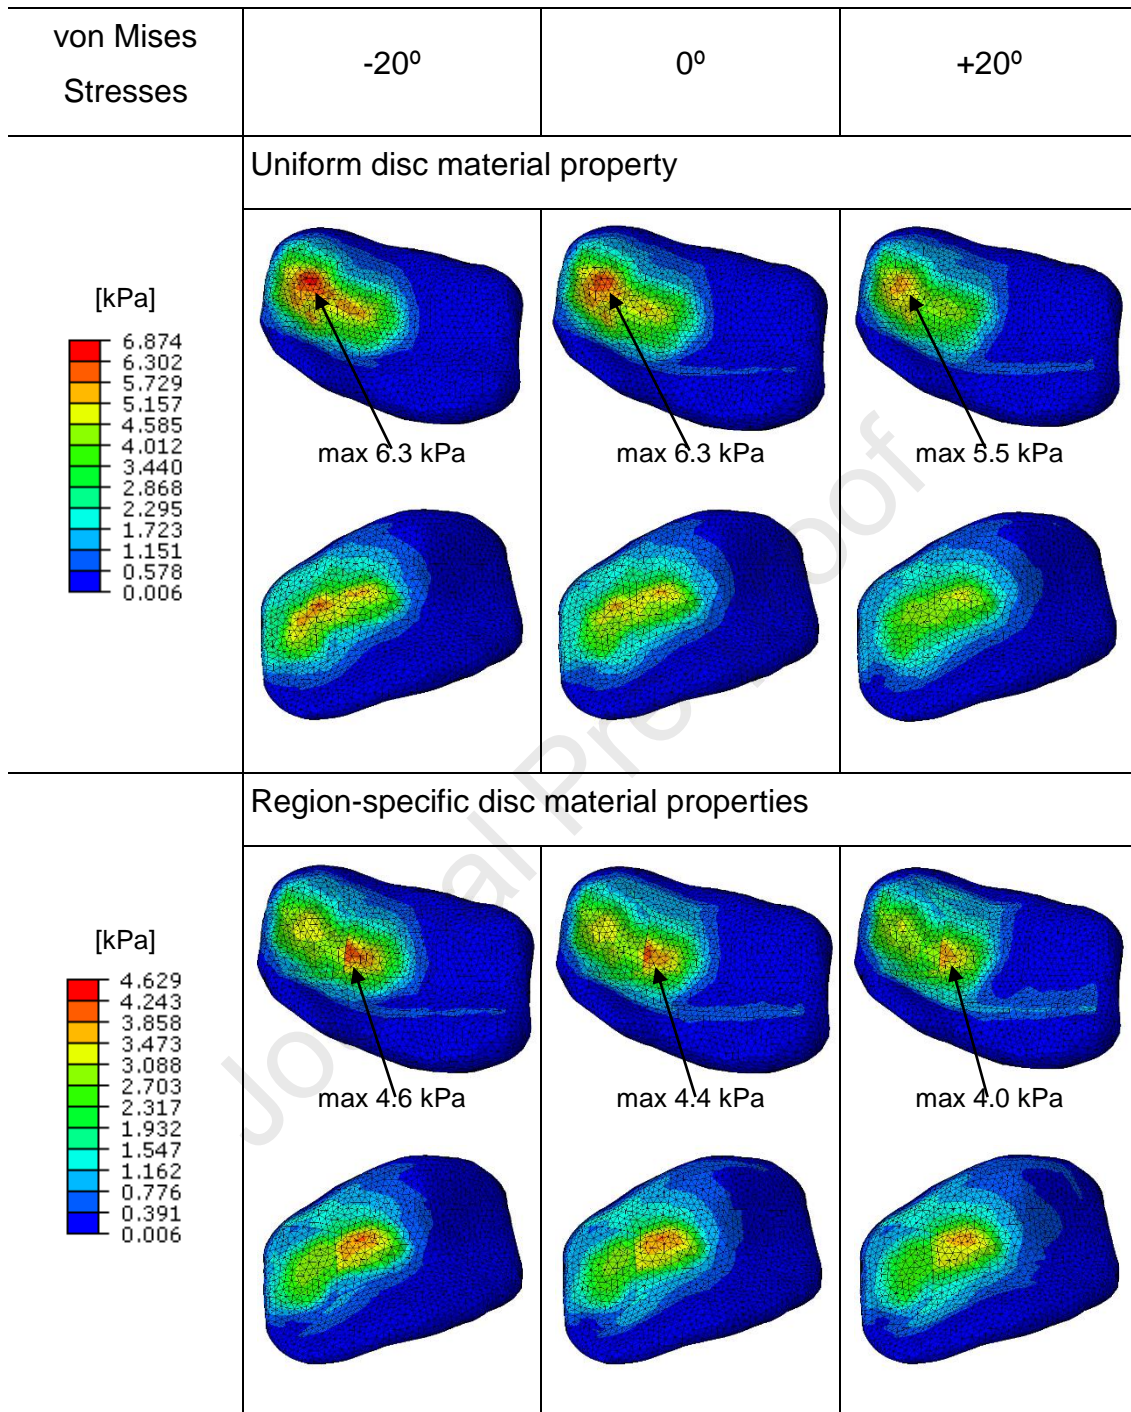 von Mises
Stresses
-20º
0º
+20º
Uniform disc material property
[kPa]
6.874
6.302
5.729
5.157
4.585
4.012
3.440
2.868
2.295
1.723
1.151
0.578
0.006
max 6.3 kPa
max 6.3 kPa
max 5.5 kPa
Region-specific disc material properties
[kPa]
4.629
4.243
3.858
3.473
3.088
2.703
2.317
1.932
1.547
1.162
0.776
0.391
0.006
max 4.6 kPa
max 4.4 kPa
max 4.0 kPa
Journal Pre-proof